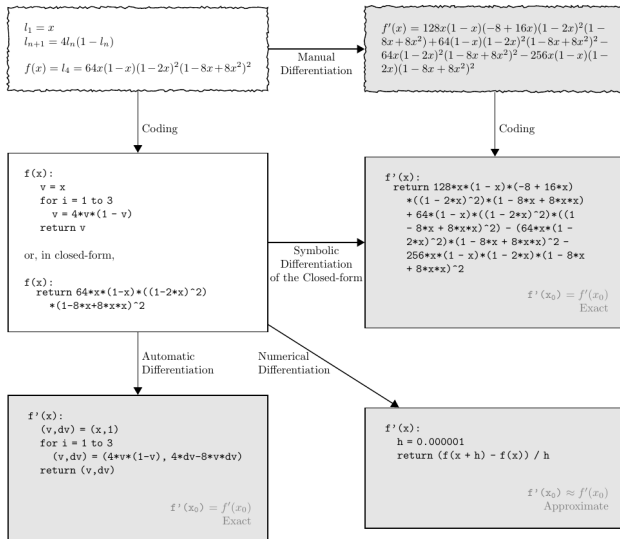 l_1 = x
l_{n+1} = 4l_n(1 − l_n)
f(x) = l_4 = 64x(1−x)(1−2x)^2(1−8x+8x^2)^2
Manual
Differentiation
f'(x) = 128x(1 − x)(−8 + 16x)(1 − 2x)^2(1 −
8x+8x^2)+64(1−x)(1−2x)^2(1−8x+8x^2)^2−
64x(1 − 2x)^2(1 − 8x + 8x^2)^2 − 256x(1 − x)(1 −
2x)(1 − 8x + 8x^2)^2
Coding
Coding
f(x):
v = x
for i = 1 to 3
v = 4*v*(1 - v)
return v
or, in closed-form,
f(x):
return 64*x*(1-x)*((1-2*x)^2)
*(1-8*x+8*x*x)^2
Symbolic
Differentiation
of the Closed-form
f'(x):
return 128*x*(1 - x)*(-8 + 16*x)
*((1 - 2*x)^2)*(1 - 8*x + 8*x*x)
+ 64*(1 - x)*((1 - 2*x)^2)*((1
- 8*x + 8*x*x)^2) - (64*x*(1 -
2*x)^2)*(1 - 8*x + 8*x*x)^2 -
256*x*(1 - x)*(1 - 2*x)*(1 - 8*x
+ 8*x*x)^2
f'(x_0) = f'(x_0)
Exact
Automatic
Differentiation
Numerical
Differentiation
f'(x):
(v,dv) = (x,1)
for i = 1 to 3
(v,dv) = (4*v*(1-v), 4*dv-8*v*dv)
return (v,dv)
f'(x_0) = f'(x_0)
Exact
f'(x):
h = 0.000001
return (f(x + h) - f(x)) / h
f'(x_0) ≈ f'(x_0)
Approximate